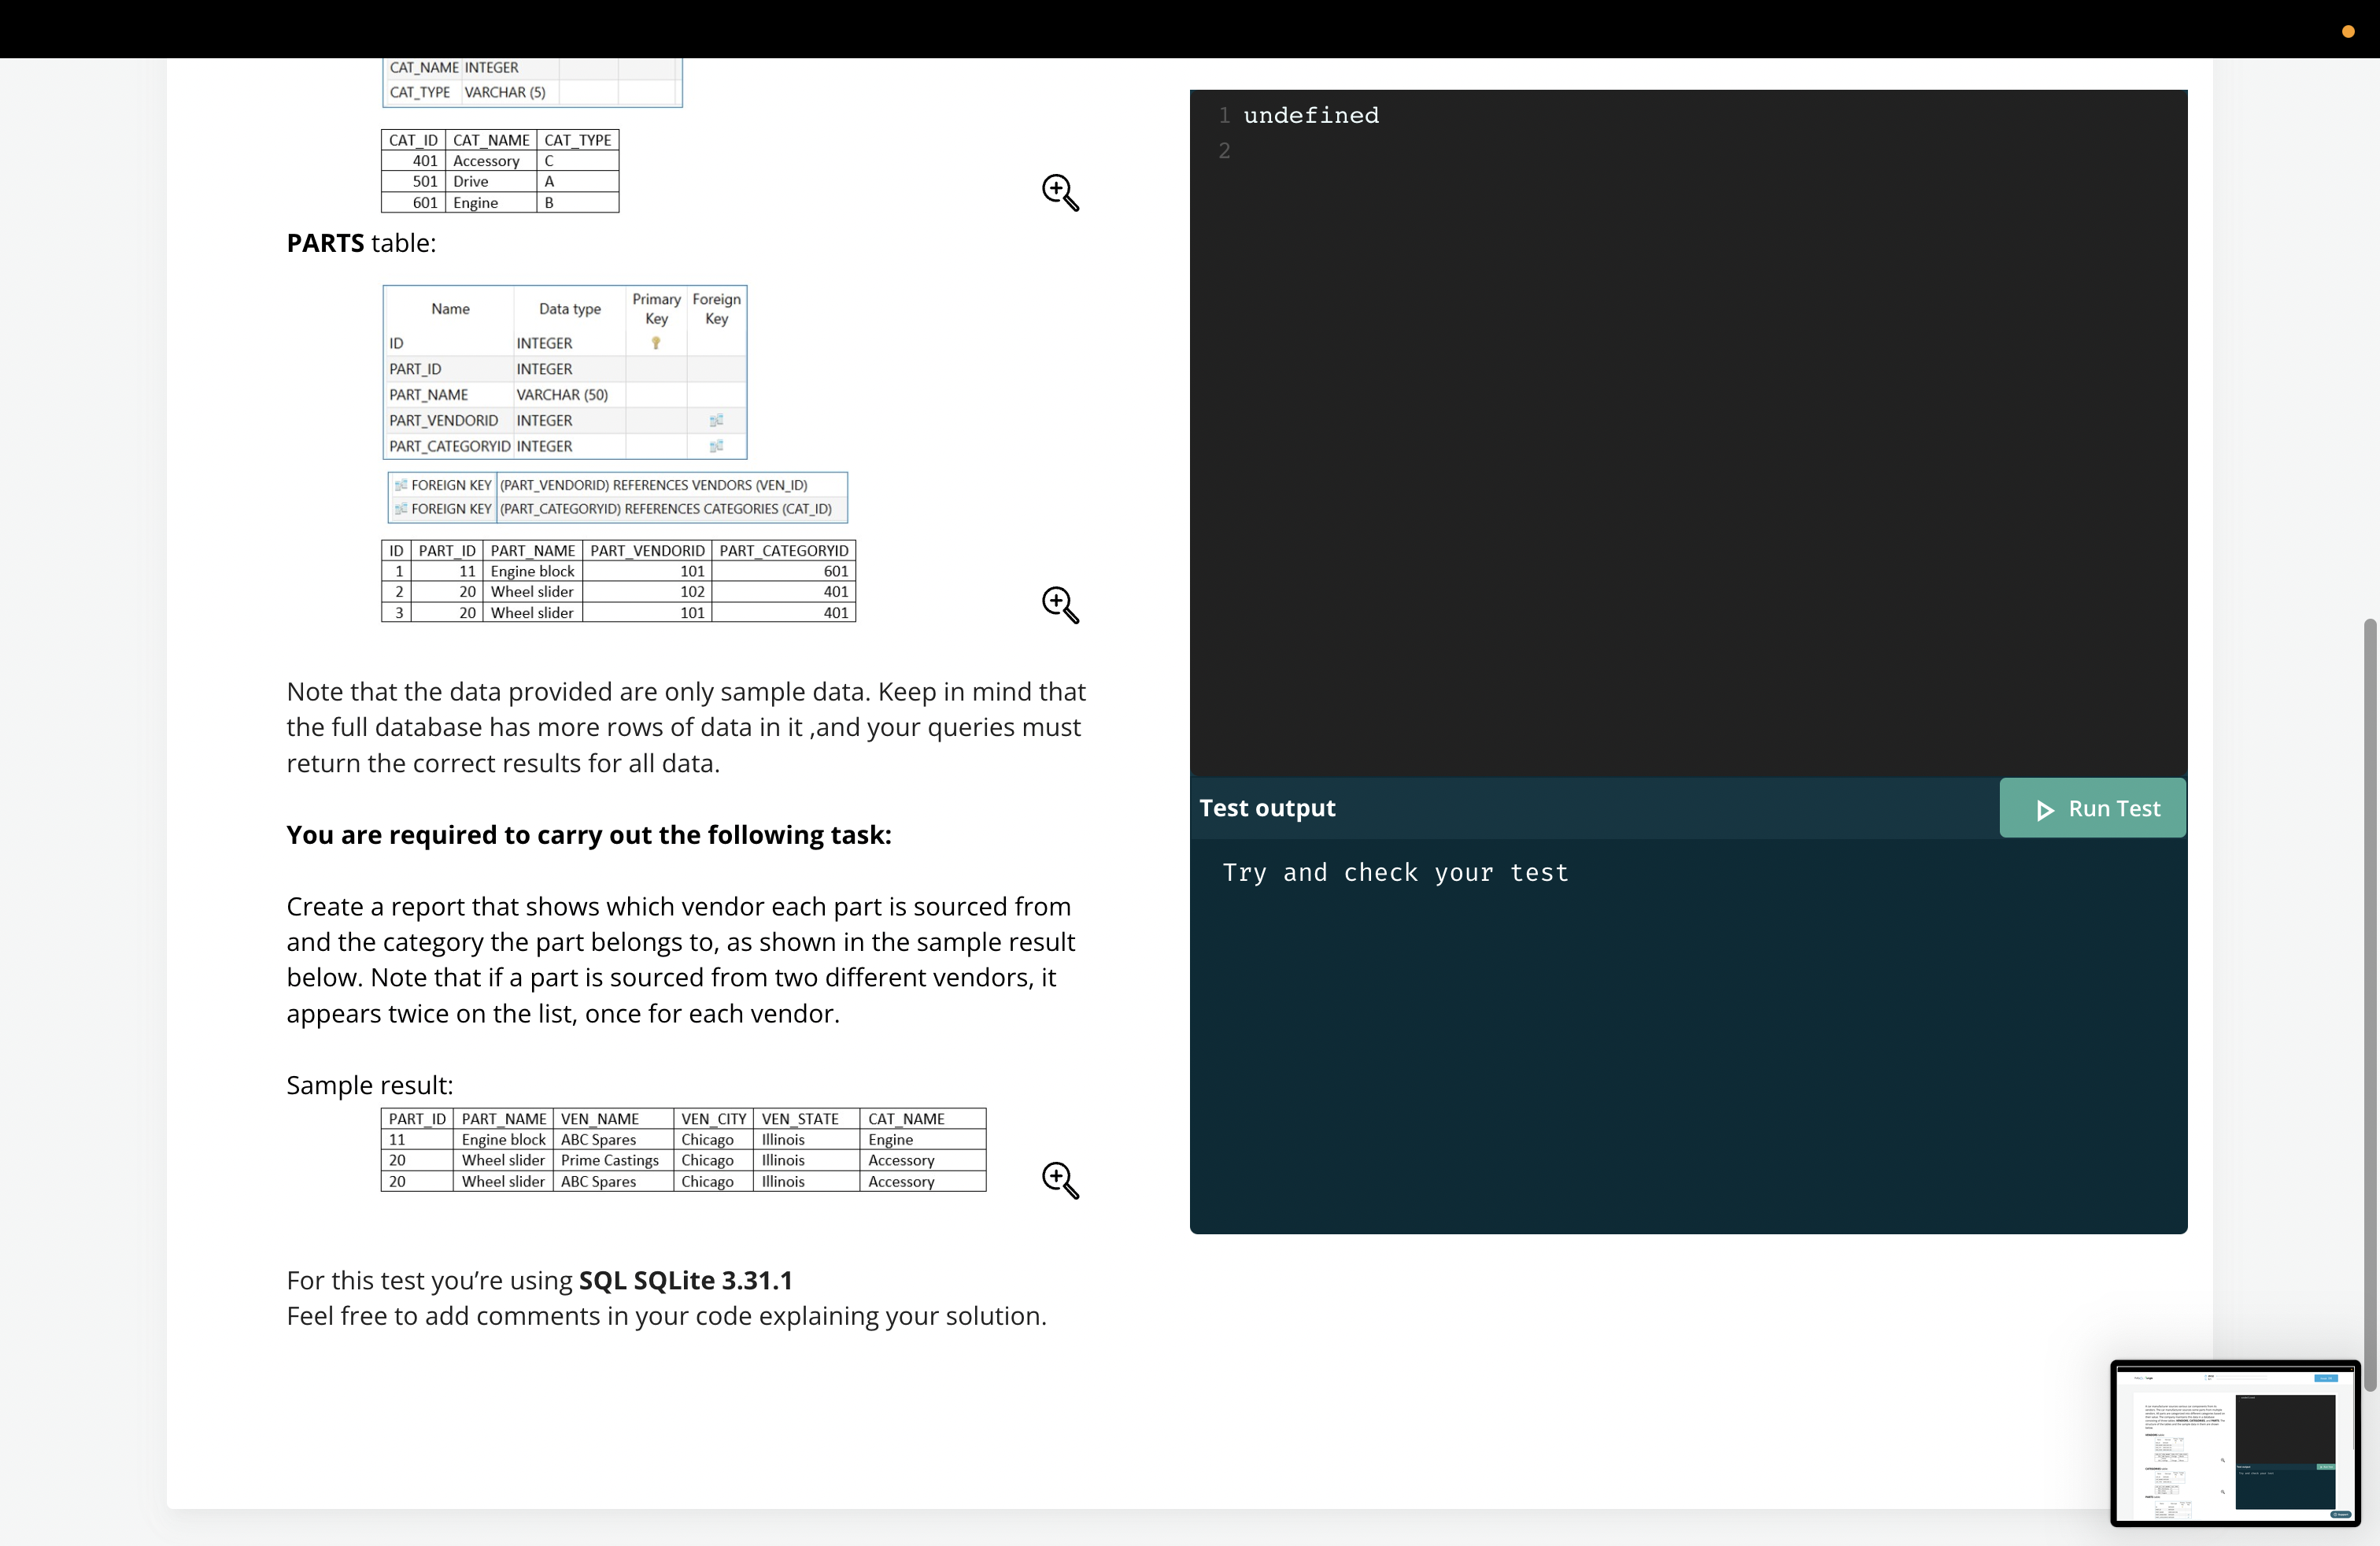 CAT_NAME INTEGER
CAT_TYPE VARCHAR (5)
CAT_ID CAT_NAME CAT_TYPE
401 Accessory C
501 Drive A
601 Engine B
PARTS table:
Name Data type Primary Key Foreign Key
ID INTEGER
PART_ID INTEGER
PART_NAME VARCHAR (50)
PART_VENDORID INTEGER
PART_CATEGORYID INTEGER
FOREIGN KEY (PART_VENDORID) REFERENCES VENDORS (VEN_ID)
FOREIGN KEY (PART_CATEGORYID) REFERENCES CATEGORIES (CAT_ID)
ID PART_ID PART_NAME PART_VENDORID PART_CATEGORYID
1 11 Engine block 101 601
2 20 Wheel slider 102 401
3 20 Wheel slider 101 401
Note that the data provided are only sample data. Keep in mind that
the full database has more rows of data in it ,and your queries must
return the correct results for all data.
You are required to carry out the following task:
Create a report that shows which vendor each part is sourced from
and the category the part belongs to, as shown in the sample result
below. Note that if a part is sourced from two different vendors, it
appears twice on the list, once for each vendor.
Sample result:
PART_ID PART_NAME VEN_NAME VEN_CITY VEN_STATE CAT_NAME
11 Engine block ABC Spares Chicago Illinois Engine
20 Wheel slider Prime Castings Chicago Illinois Accessory
20 Wheel slider ABC Spares Chicago Illinois Accessory
For this test you’re using SQL SQLite 3.31.1
Feel free to add comments in your code explaining your solution.
1 undefined
2
Test output
Run Test
Try and check your test